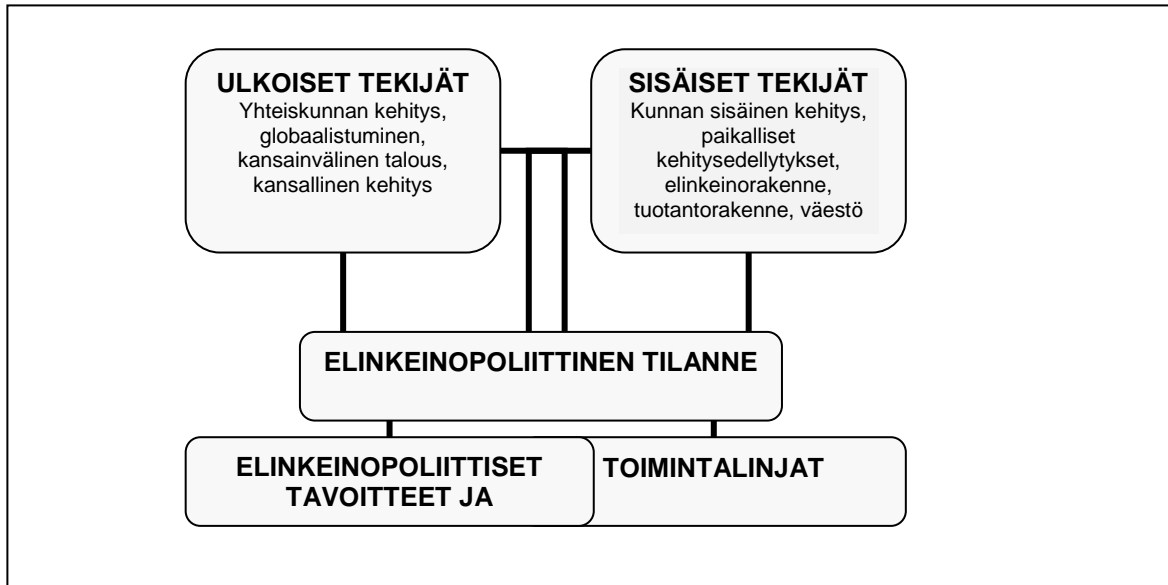 ULKOISET TEKIJÄT
Yhteiskunnan kehitys,
globaalistuminen,
kansainvälinen talous,
kansallinen kehitys
SISÄISET TEKIJÄT
Kunnan sisäinen kehitys,
paikalliset
kehitysedellytykset,
elinkeinorakenne,
tuotantorakenne, väestö
ELINKEINOPOLIITTINEN TILANNE
ELINKEINOPOLIITTISET
TAVOITTEET JA
TOIMINTALINJAT